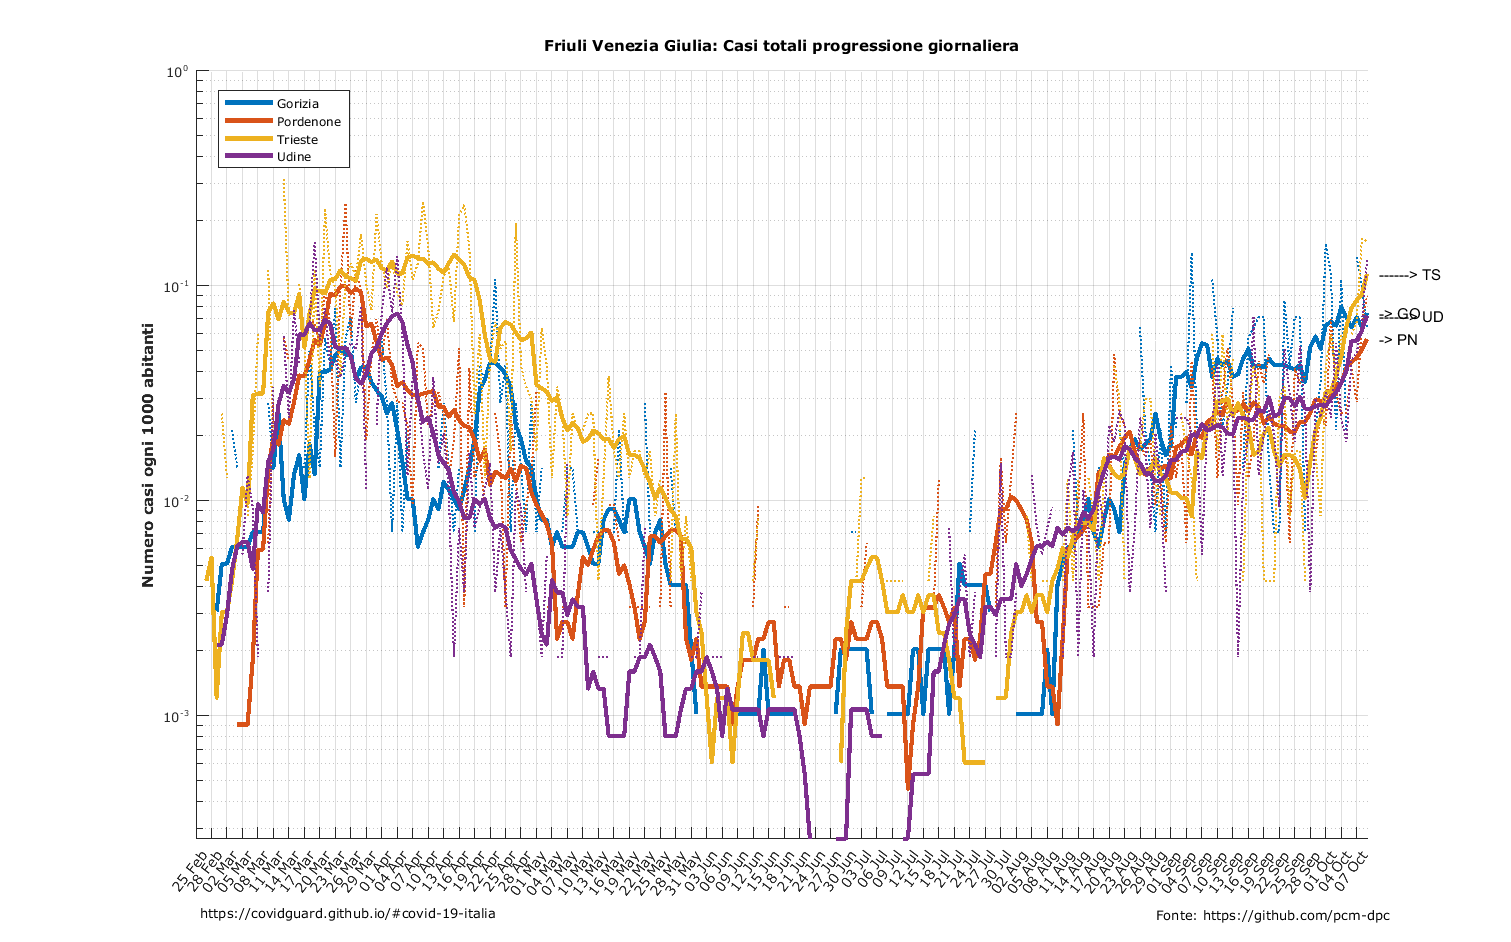 Friuli Venezia Giulia: Casi totali progressione giornaliera
Numero casi ogni 1000 abitanti
10^0
10^-1
10^-2
10^-3
Gorizia
Pordenone
Trieste
Udine
------> TS
-> GO
------> UD
-> PN
25 Feb
28 Feb
02 Mar
05 Mar
08 Mar
11 Mar
14 Mar
17 Mar
20 Mar
23 Mar
26 Mar
29 Mar
01 Apr
04 Apr
07 Apr
10 Apr
13 Apr
16 Apr
19 Apr
22 Apr
25 Apr
28 Apr
01 May
04 May
07 May
10 May
13 May
16 May
19 May
22 May
25 May
28 May
31 May
03 Jun
06 Jun
09 Jun
12 Jun
15 Jun
18 Jun
21 Jun
24 Jun
27 Jun
30 Jun
03 Jul
06 Jul
09 Jul
12 Jul
15 Jul
18 Jul
21 Jul
24 Jul
27 Jul
30 Jul
02 Aug
05 Aug
08 Aug
11 Aug
14 Aug
17 Aug
20 Aug
23 Aug
26 Aug
29 Aug
01 Sep
04 Sep
07 Sep
10 Sep
13 Sep
16 Sep
19 Sep
22 Sep
25 Sep
28 Sep
01 Oct
04 Oct
07 Oct
https://covidguard.github.io/#covid-19-italia
Fonte: https://github.com/pcm-dpc